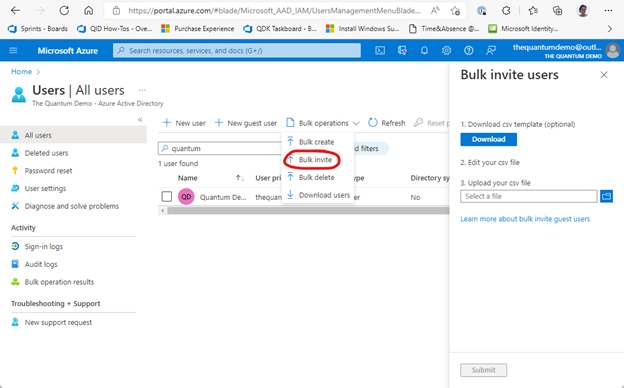 https://portal.azure.com/#blade/Microsoft_AAD_IAM/UsersManagementMenuBlade...
Sprints - Boards
QID HO-Tos - Ove...
Purchase Experience
QDK Taskboard - B...
Install Windows Su...
Time&Absence @...
Microsoft Identity...
Microsoft Azure
Search resources, services, and docs (G+/)
thequantumdemo@outl...
THE QUANTUM DEMO
Home >
Users | All users ...
The Quantum Demo - Azure Active Directory
All users
Deleted users
Password reset
User settings
Diagnose and solve problems
Activity
Sign-in logs
Audit logs
Bulk operation results
Troubleshooting + Support
New support request
+ New user
+ New guest user
Bulk operations
Refresh
Reset p
quantum
d filters
1 user found
Bulk create
Bulk invite
Bulk delete
Download users
Name
User pri
ype
Directory sy
QD
Quantum De...
thequan
er
No
Bulk invite users
1. Download csv template (optional)
Download
2. Edit your csv file
3. Upload your csv file
Select a file
Learn more about bulk invite guest users
Submit